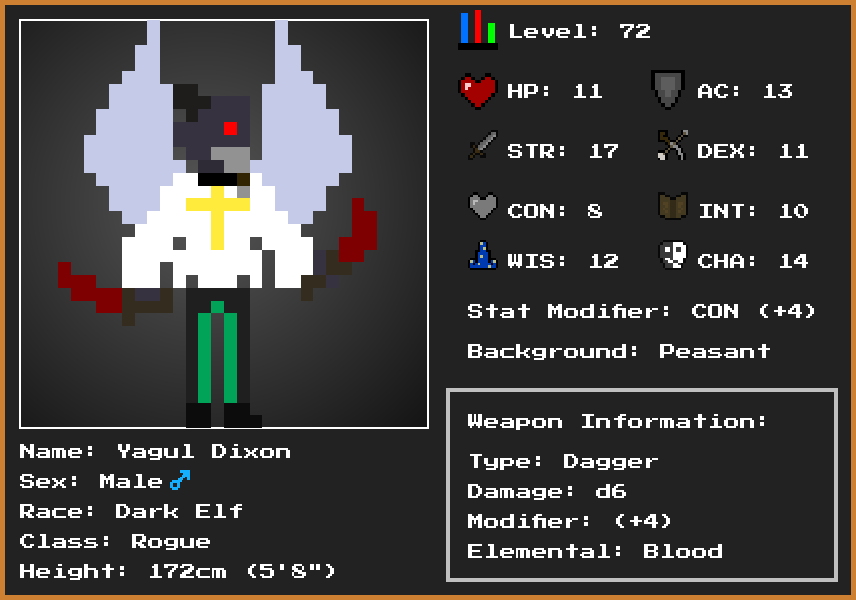 Level: 72
HP: 11
AC: 13
STR: 17
DEX: 11
CON: 8
INT: 10
WIS: 12
CHA: 14
Stat Modifier: CON (+4)
Background: Peasant
Weapon Information:
Type: Dagger
Damage: d6
Modifier: (+4)
Elemental: Blood
Name: Yagul Dixon
Sex: Male♂
Race: Dark Elf
Class: Rogue
Height: 172cm (5'8")